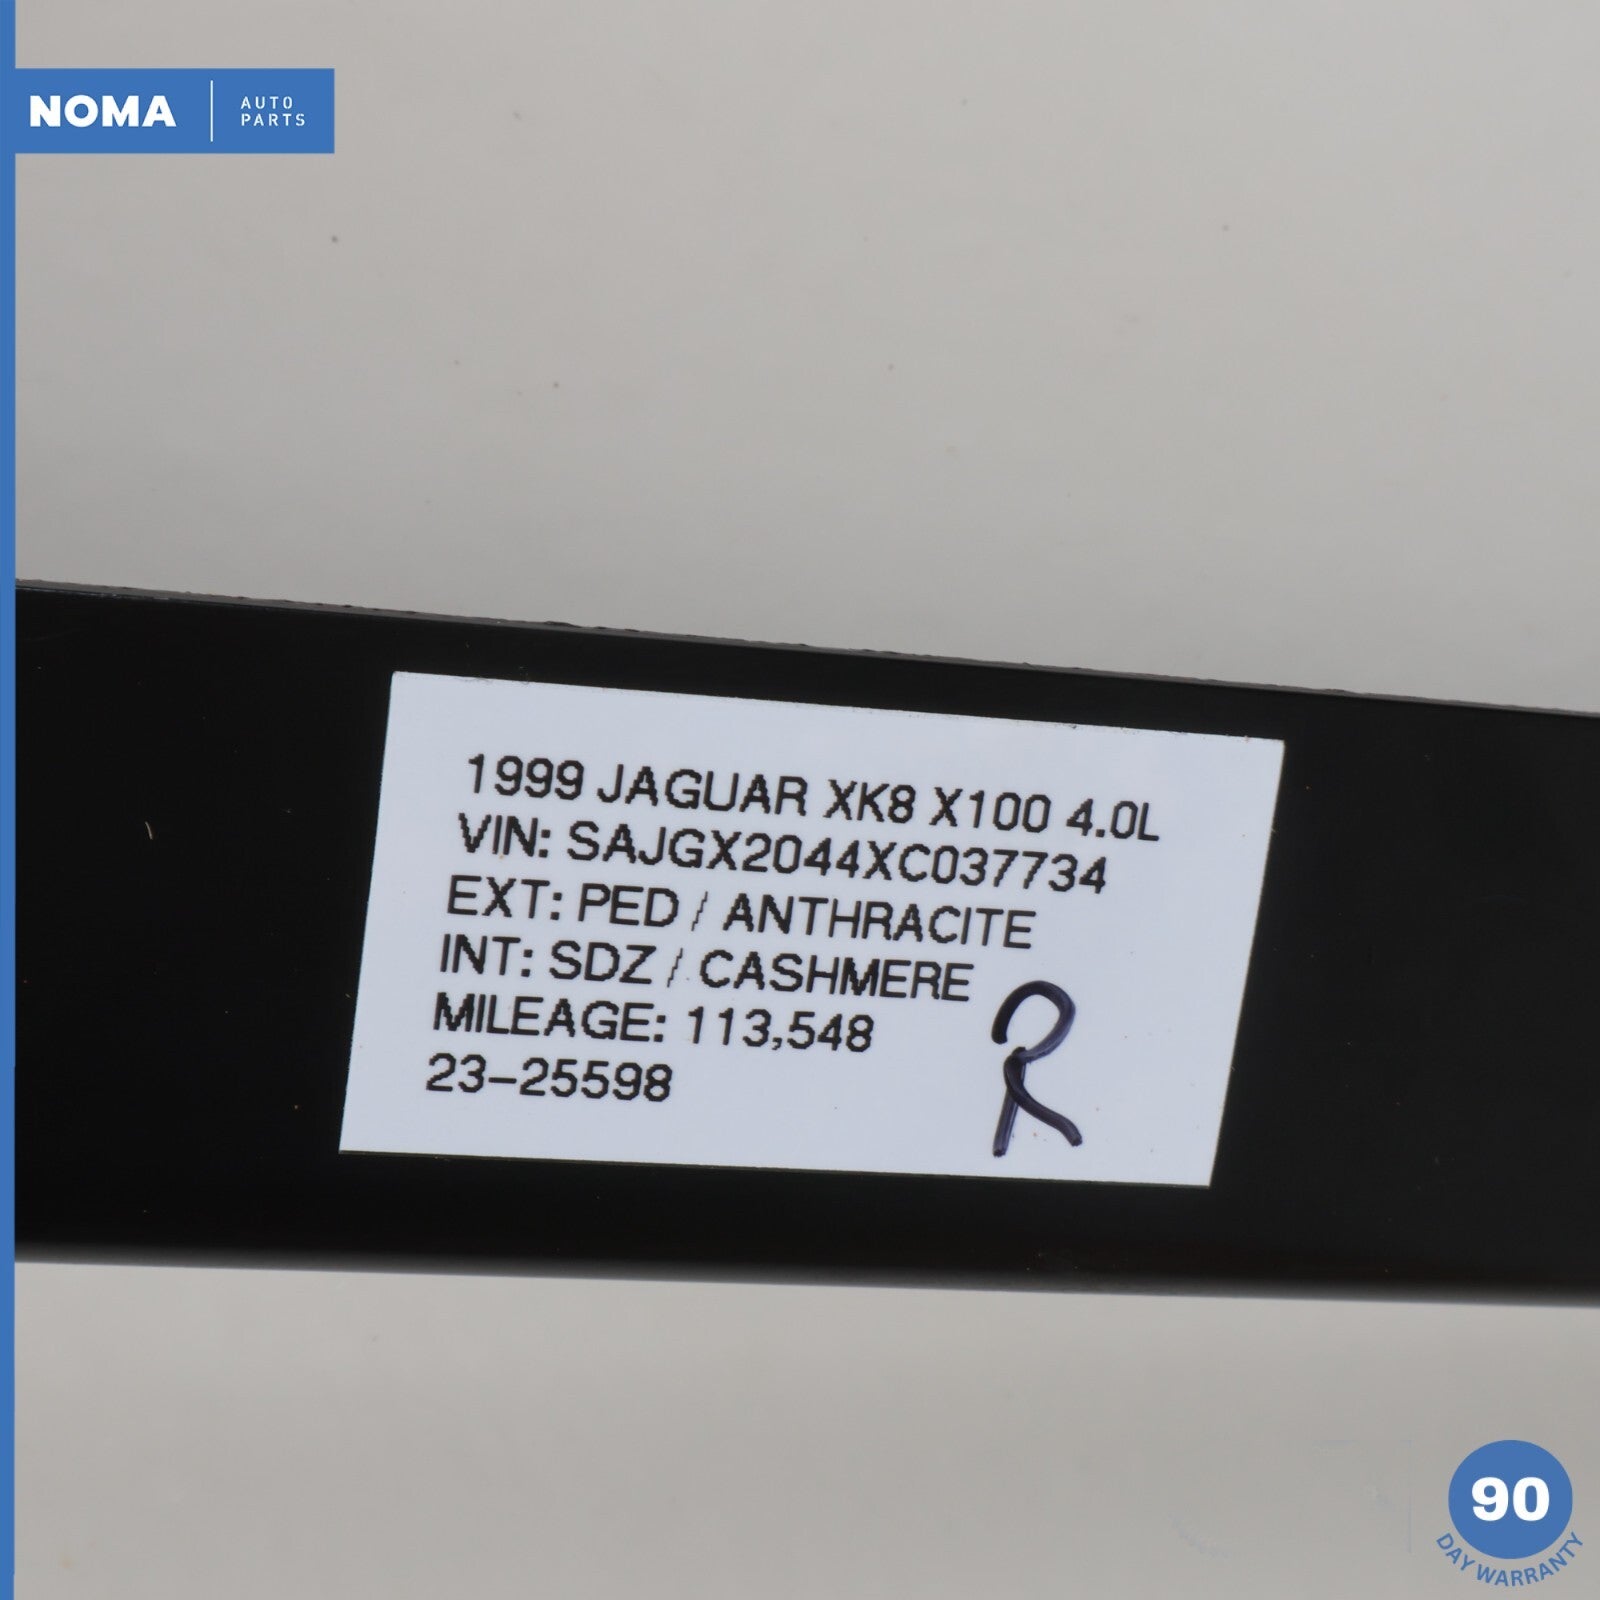 NOMA
AUTO
PARTS
1999 JAGUAR XK8 X100 4.0L
VIN: SAJGX2044XC037734
EXT: PED / ANTHRACITE
INT: SDZ / CASHMERE
MILEAGE: 113,548
23-25598
R
90
DAY WARRANTY